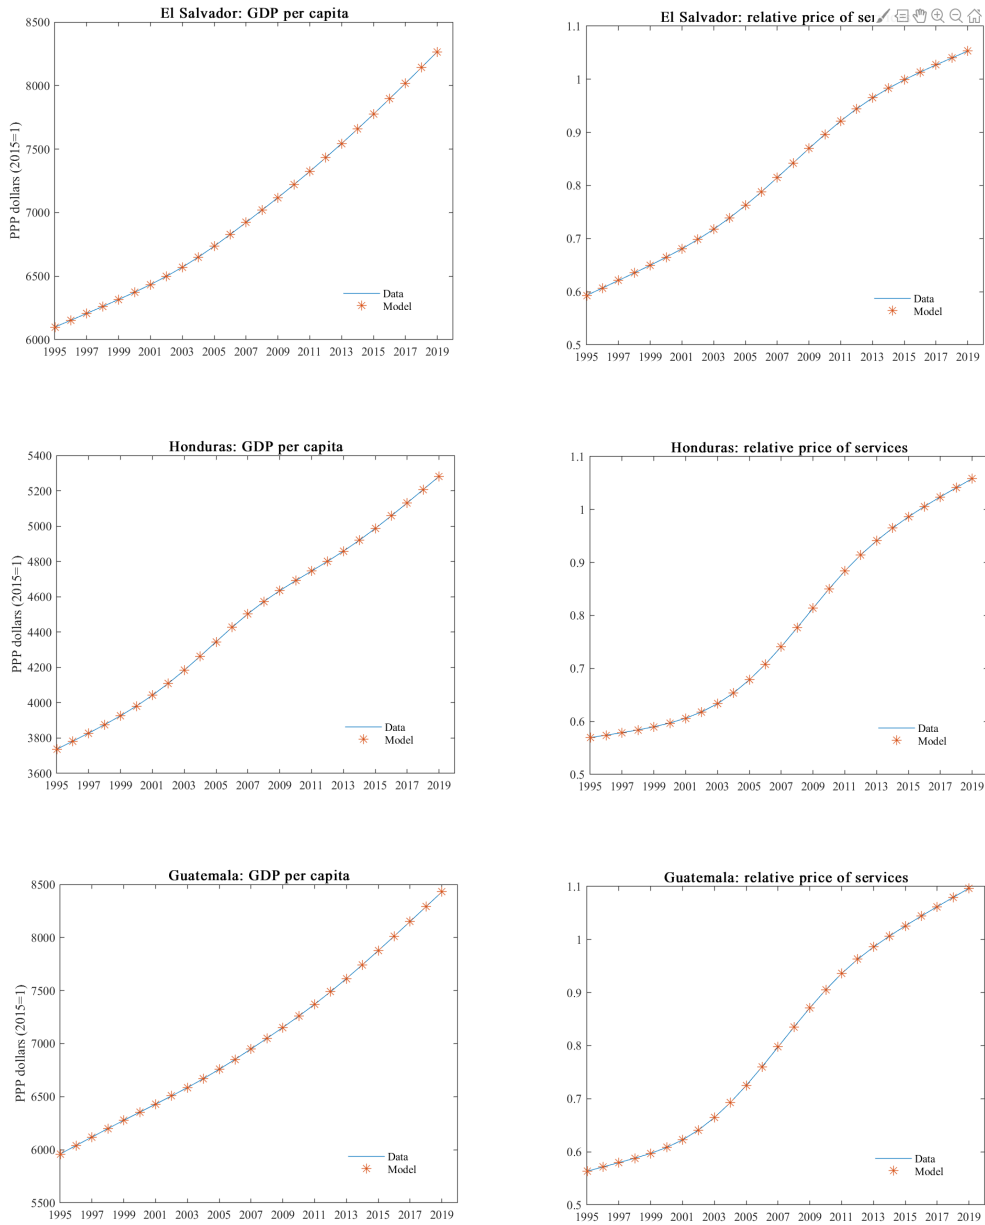 El Salvador: GDP per capita
8500
8000
7500
7000
6500
6000
PPP dollars (2015=1)
Data
Model
1995 1997 1999 2001 2003 2005 2007 2009 2011 2013 2015 2017 2019
El Salvador: relative price of
1.1
1
0.9
0.8
0.7
0.6
0.5
Data
Model
1995 1997 1999 2001 2003 2005 2007 2009 2011 2013 2015 2017 2019
Honduras: GDP per capita
5400
5200
5000
4800
4600
4400
4200
4000
3800
3600
PPP dollars (2015=1)
Data
Model
1995 1997 1999 2001 2003 2005 2007 2009 2011 2013 2015 2017 2019
Honduras: relative price of services
1.1
1
0.9
0.8
0.7
0.6
0.5
Data
Model
1995 1997 1999 2001 2003 2005 2007 2009 2011 2013 2015 2017 2019
Guatemala: GDP per capita
8500
8000
7500
7000
6500
6000
5500
PPP dollars (2015=1)
Data
Model
1995 1997 1999 2001 2003 2005 2007 2009 2011 2013 2015 2017 2019
Guatemala: relative price of services
1.1
1
0.9
0.8
0.7
0.6
0.5
Data
Model
1995 1997 1999 2001 2003 2005 2007 2009 2011 2013 2015 2017 2019